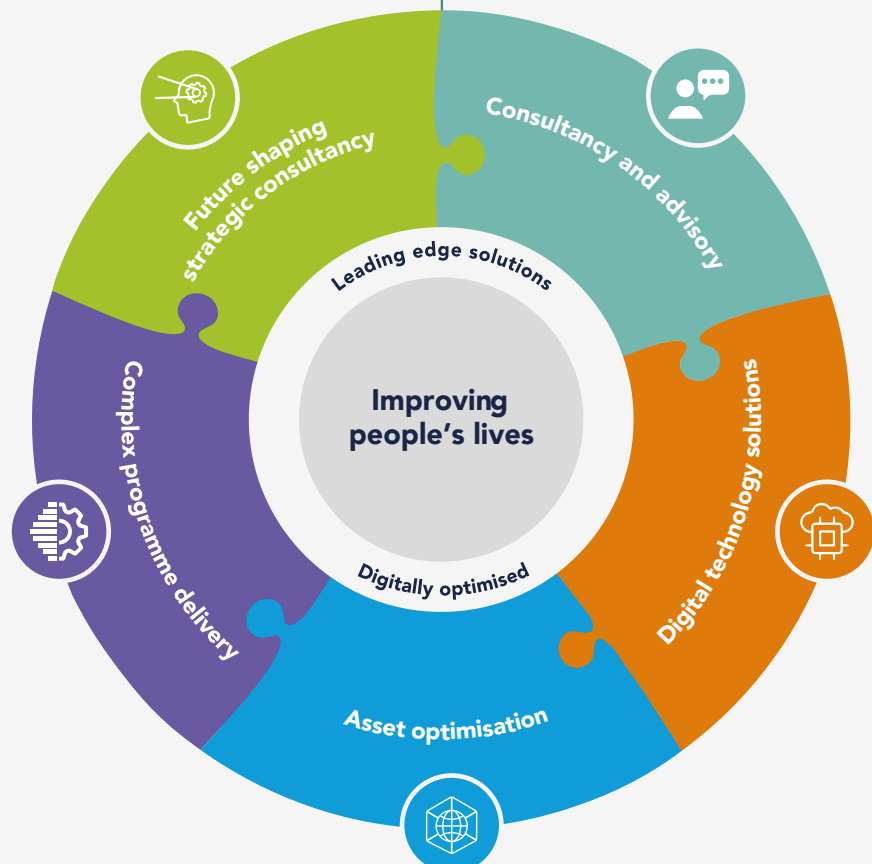 Future shaping
strategic consultancy
Consultancy and advisory
Leading edge solutions
Improving
people’s lives
Digitally optimised
Complex programme delivery
Digital technology solutions
Asset optimisation